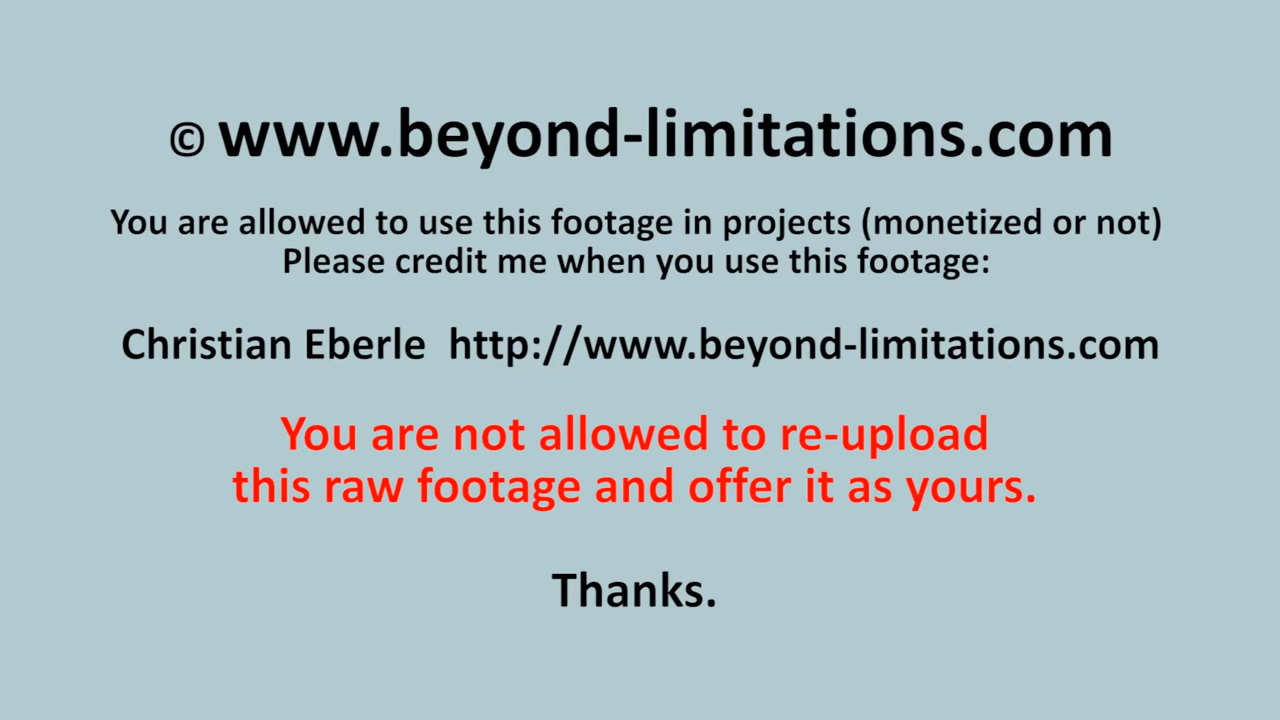 © www.beyond-limitations.com
You are allowed to use this footage in projects (monetized or not)
Please credit me when you use this footage:
Christian Eberle http://www.beyond-limitations.com
You are not allowed to re-upload
this raw footage and offer it as yours.
Thanks.